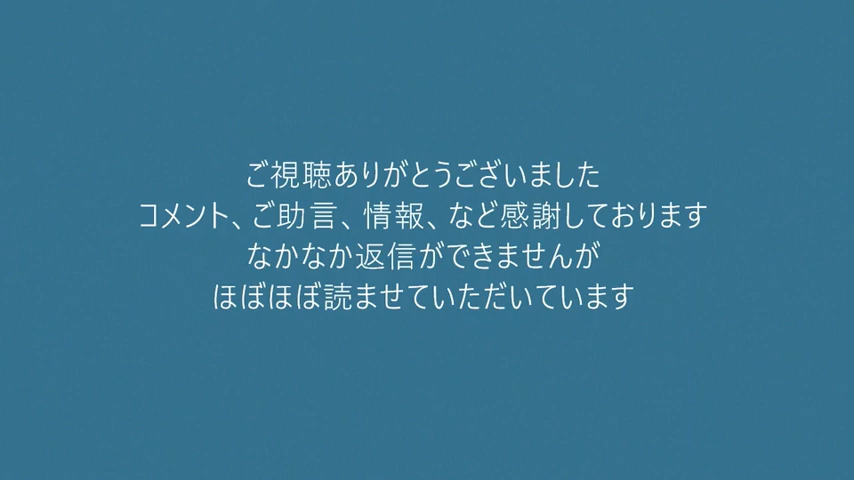 ご視聴ありがとうございました
コメント、ご助言、情報、など感謝しております
なかなか返信ができませんが
ほぼほぼ読ませていただいています